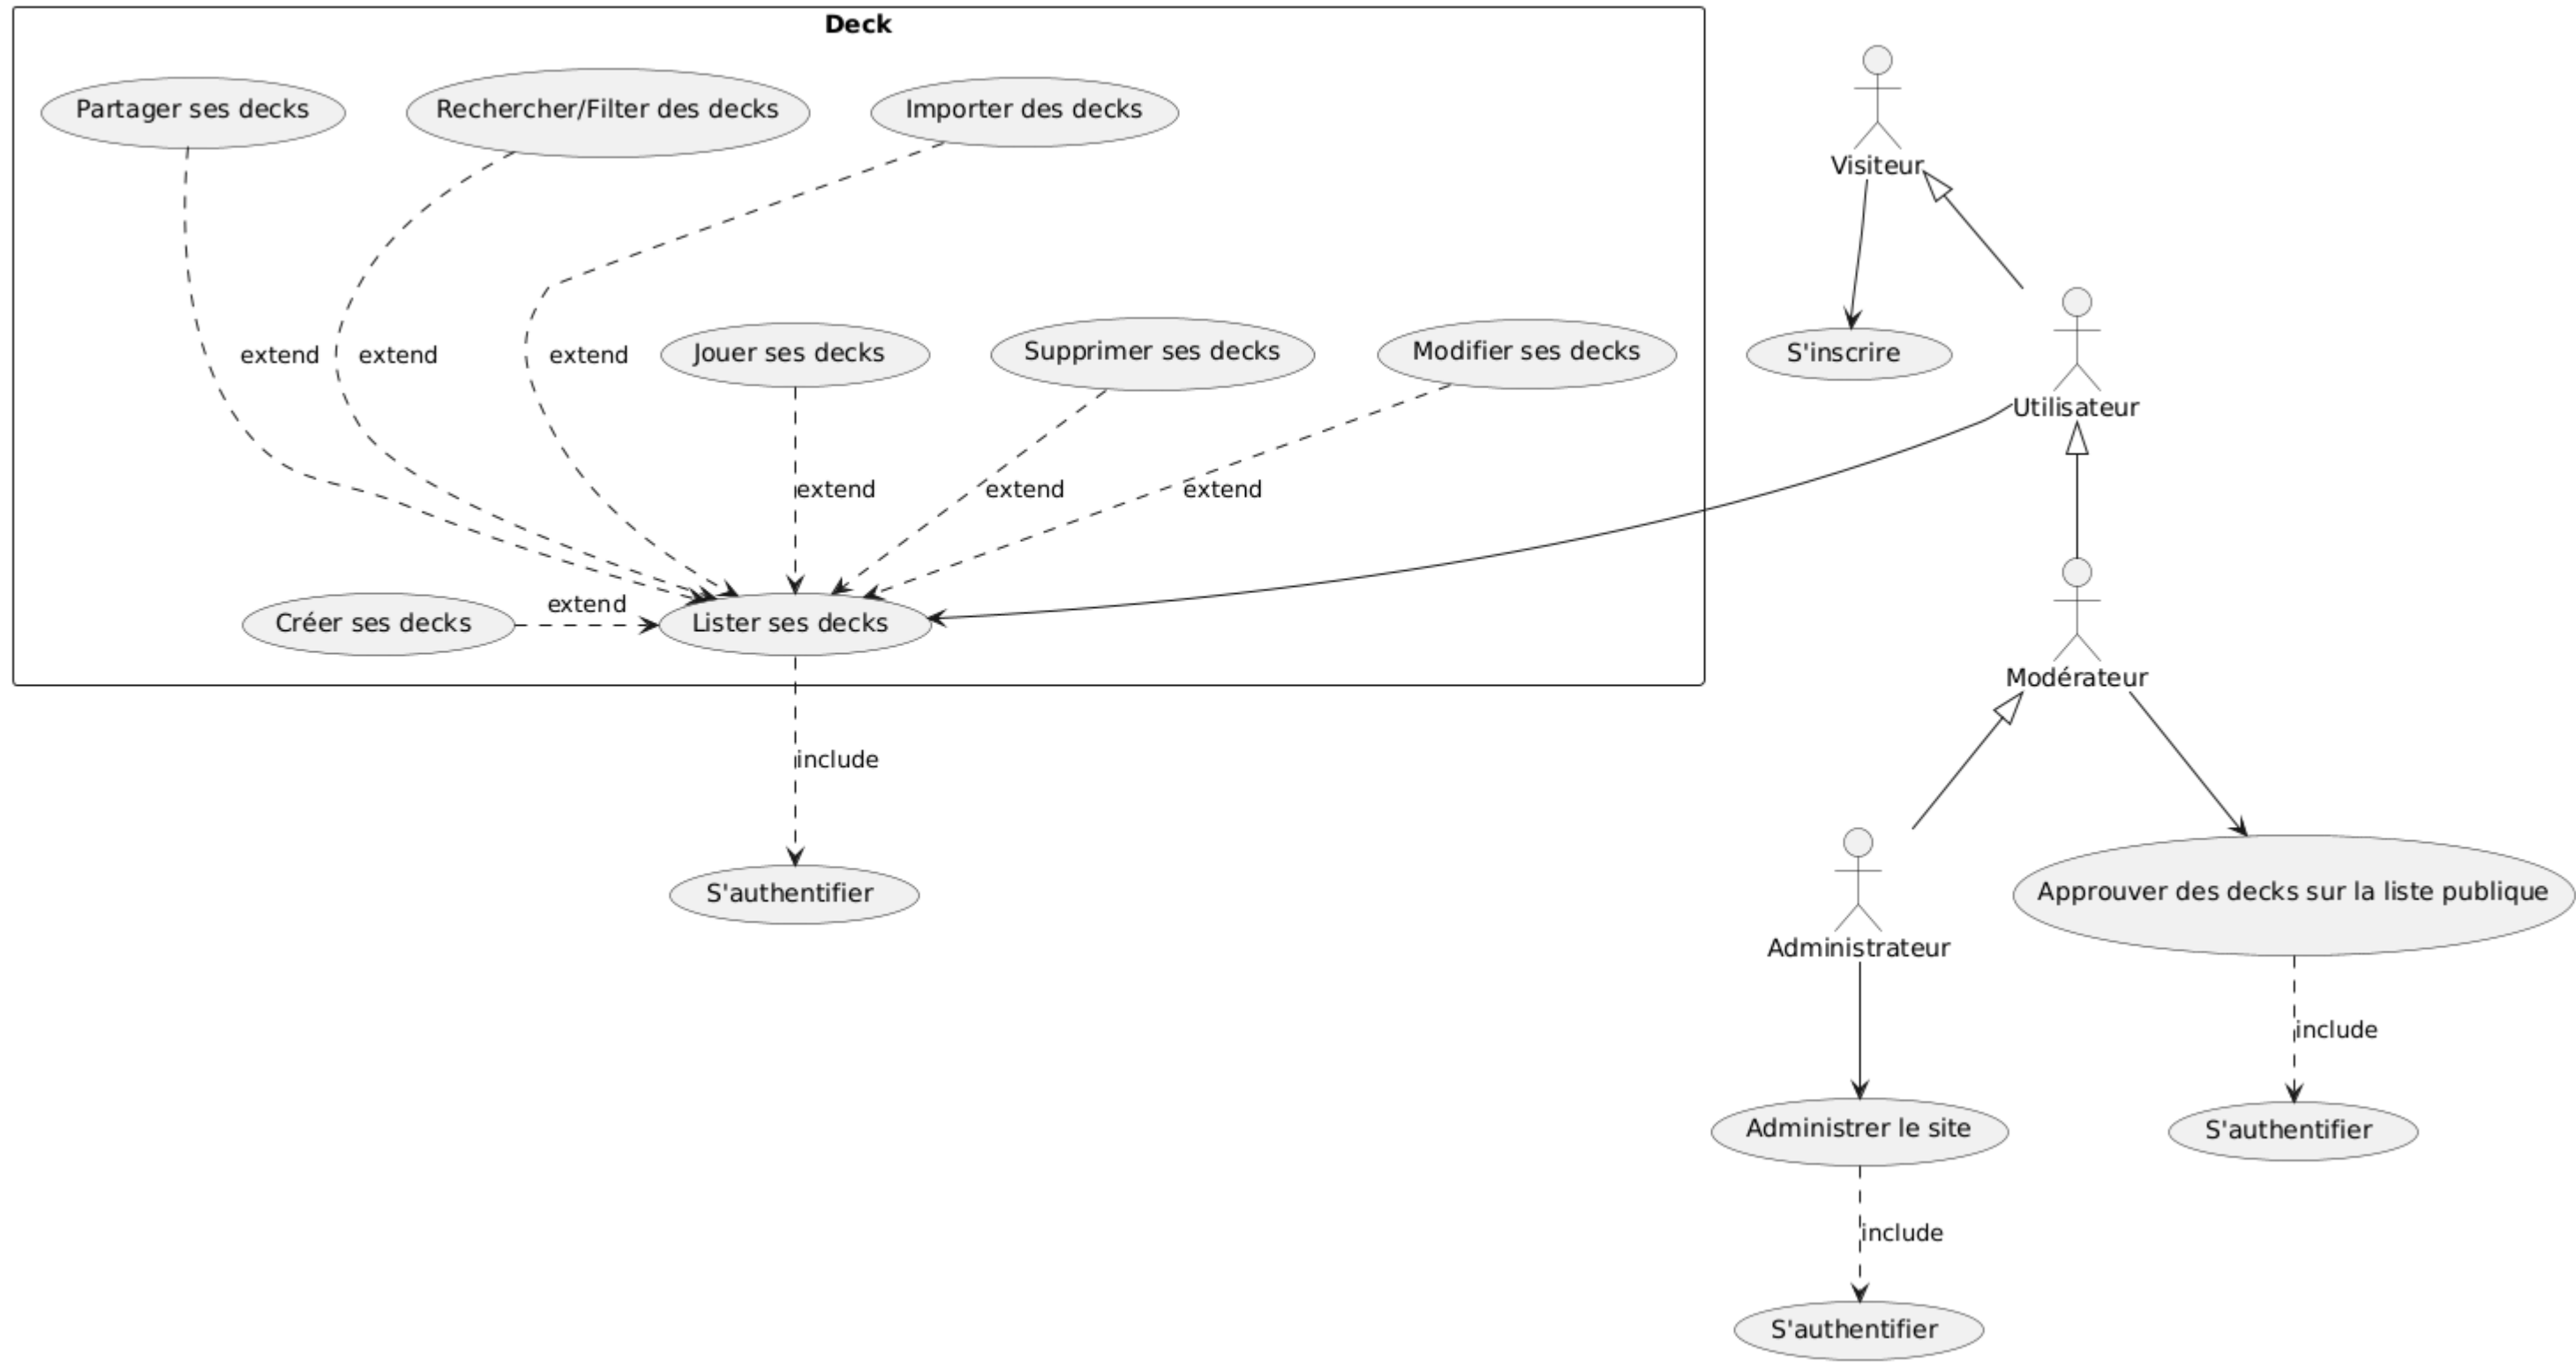 Deck
Partager ses decks
Rechercher/Filter des decks
Importer des decks
Visiteur
extend
extend
extend
Jouer ses decks
Supprimer ses decks
Modifier ses decks
S'inscrire
Utilisateur
extend
extend
extend
Créer ses decks
extend
Lister ses decks
Modérateur
include
S'authentifier
Approuver des decks sur la liste publique
Administrateur
include
Administrer le site
S'authentifier
include
S'authentifier